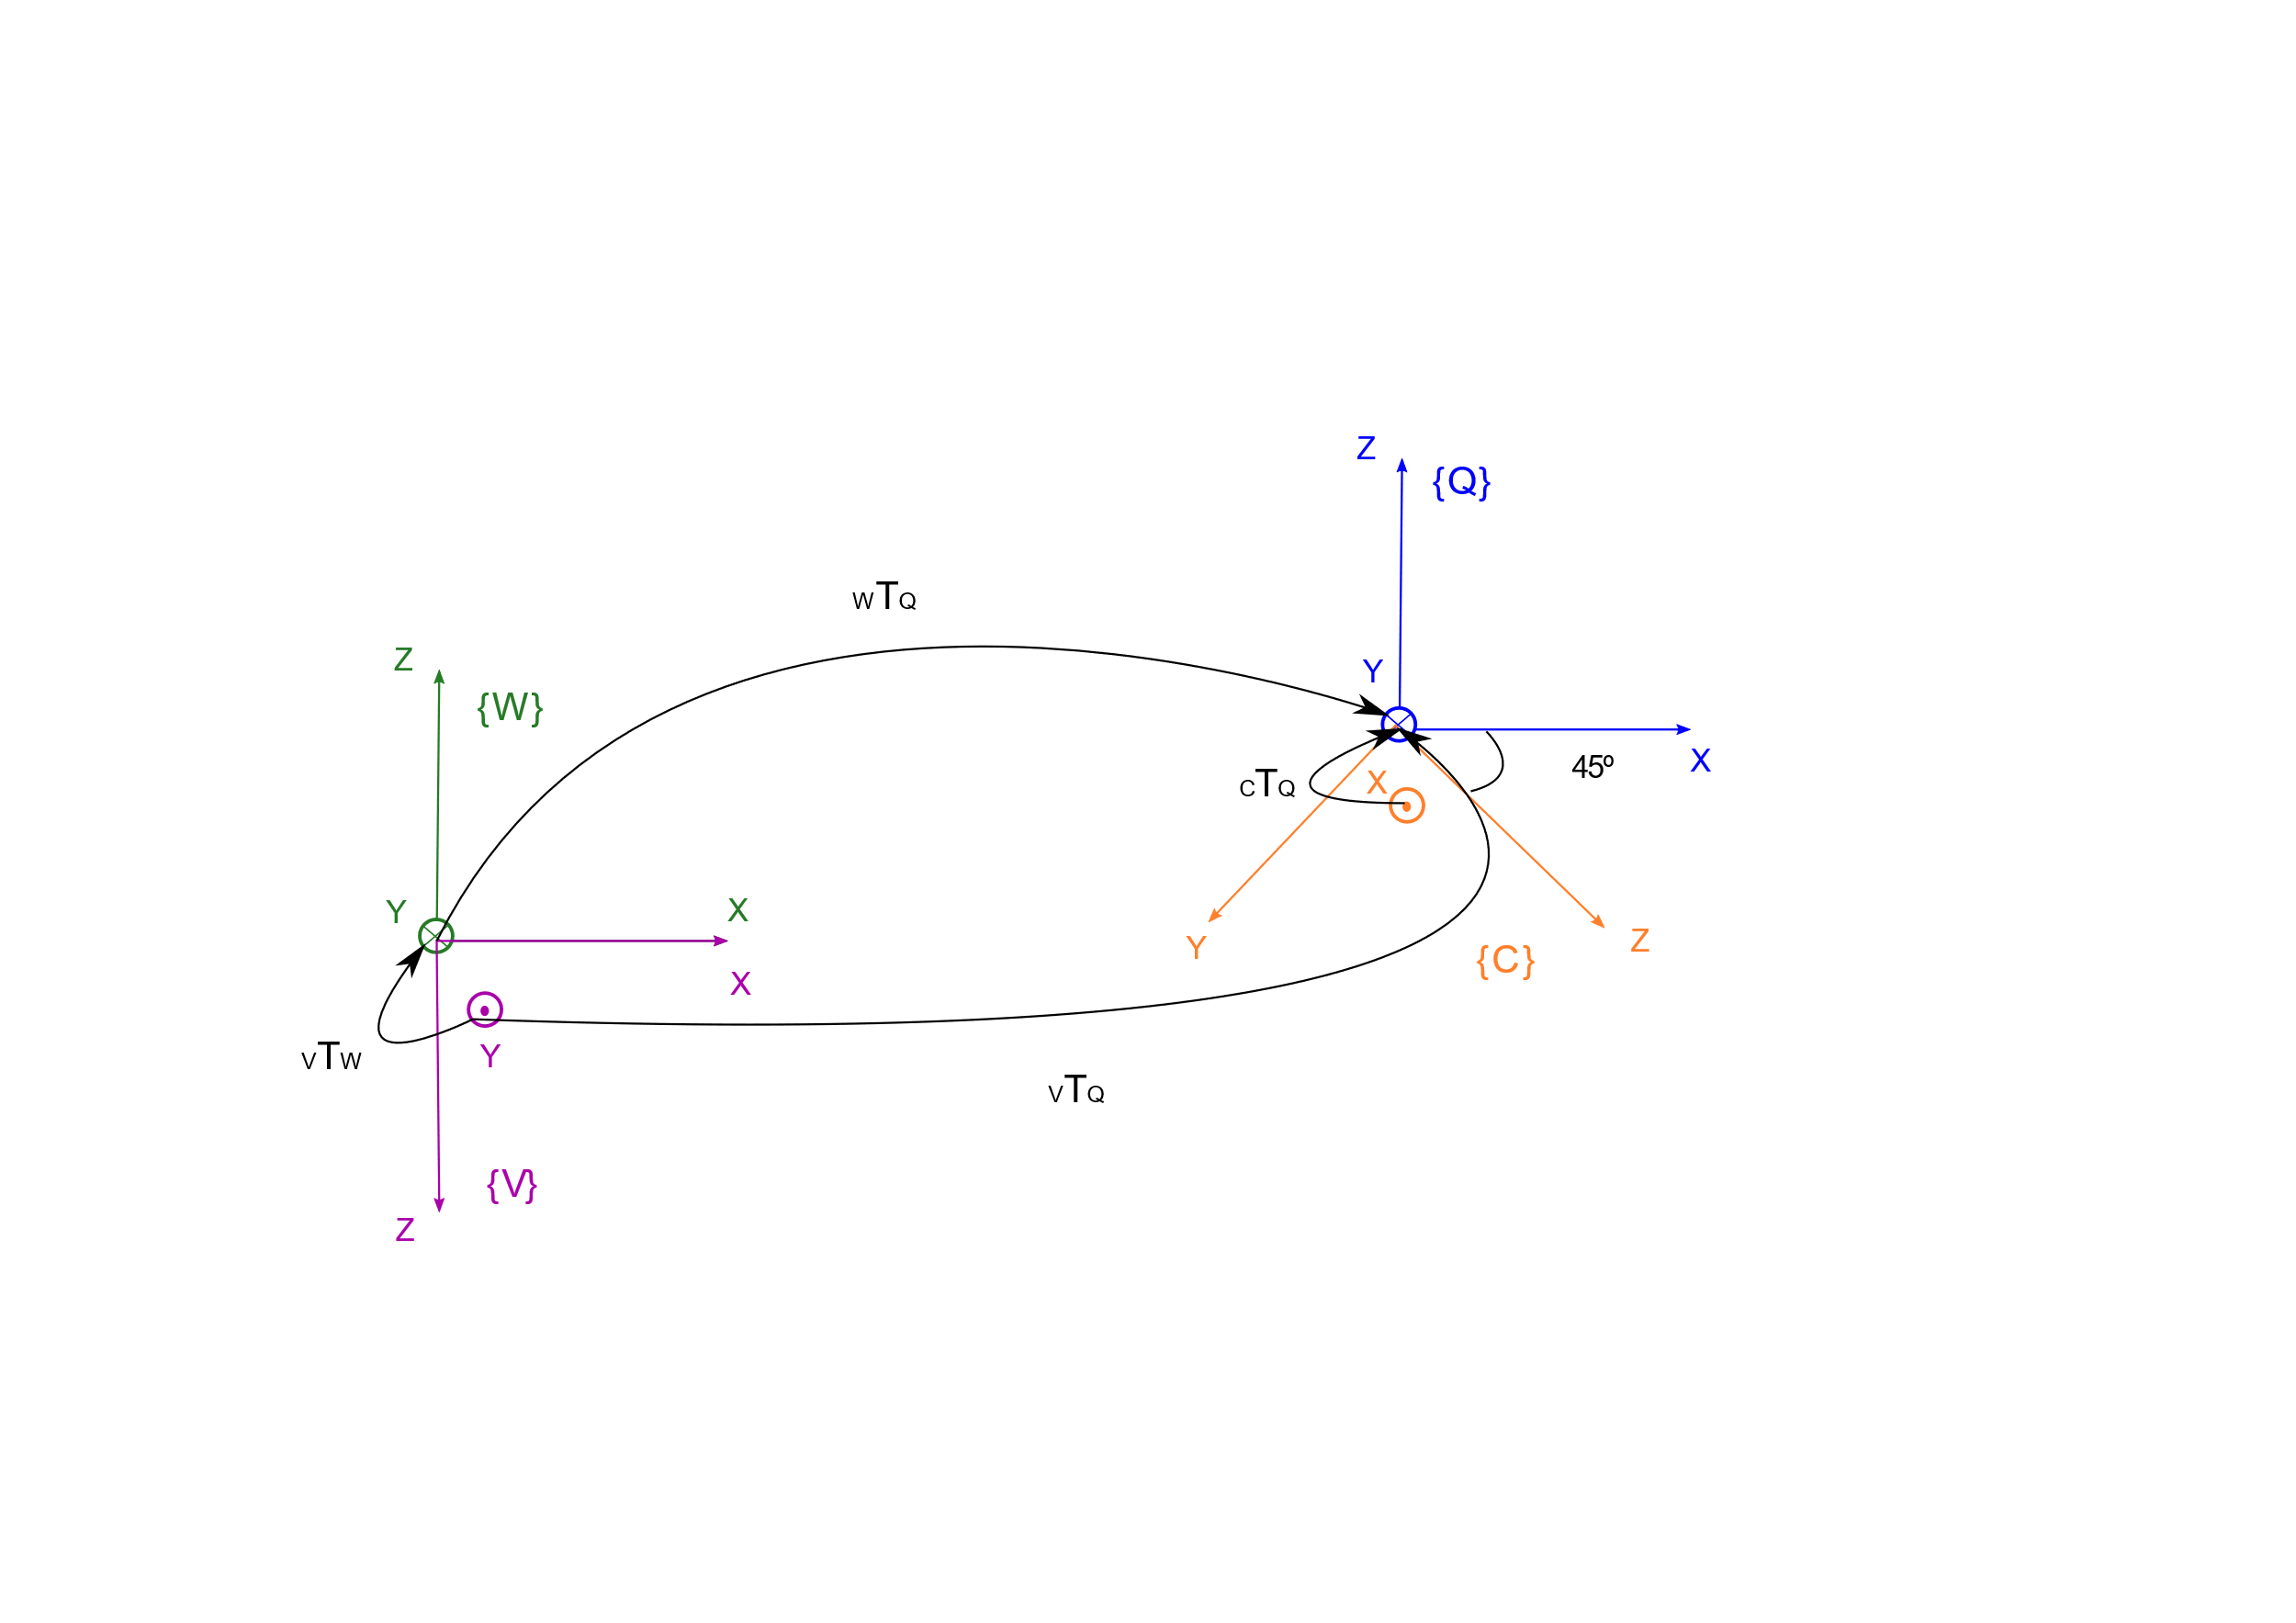 Z
{Q}
WTQ
Z
Y
{W}
X
45º
X
CTQ
Y
X
Y
Z
{C}
X
Y
VTW
VTQ
{V}
Z